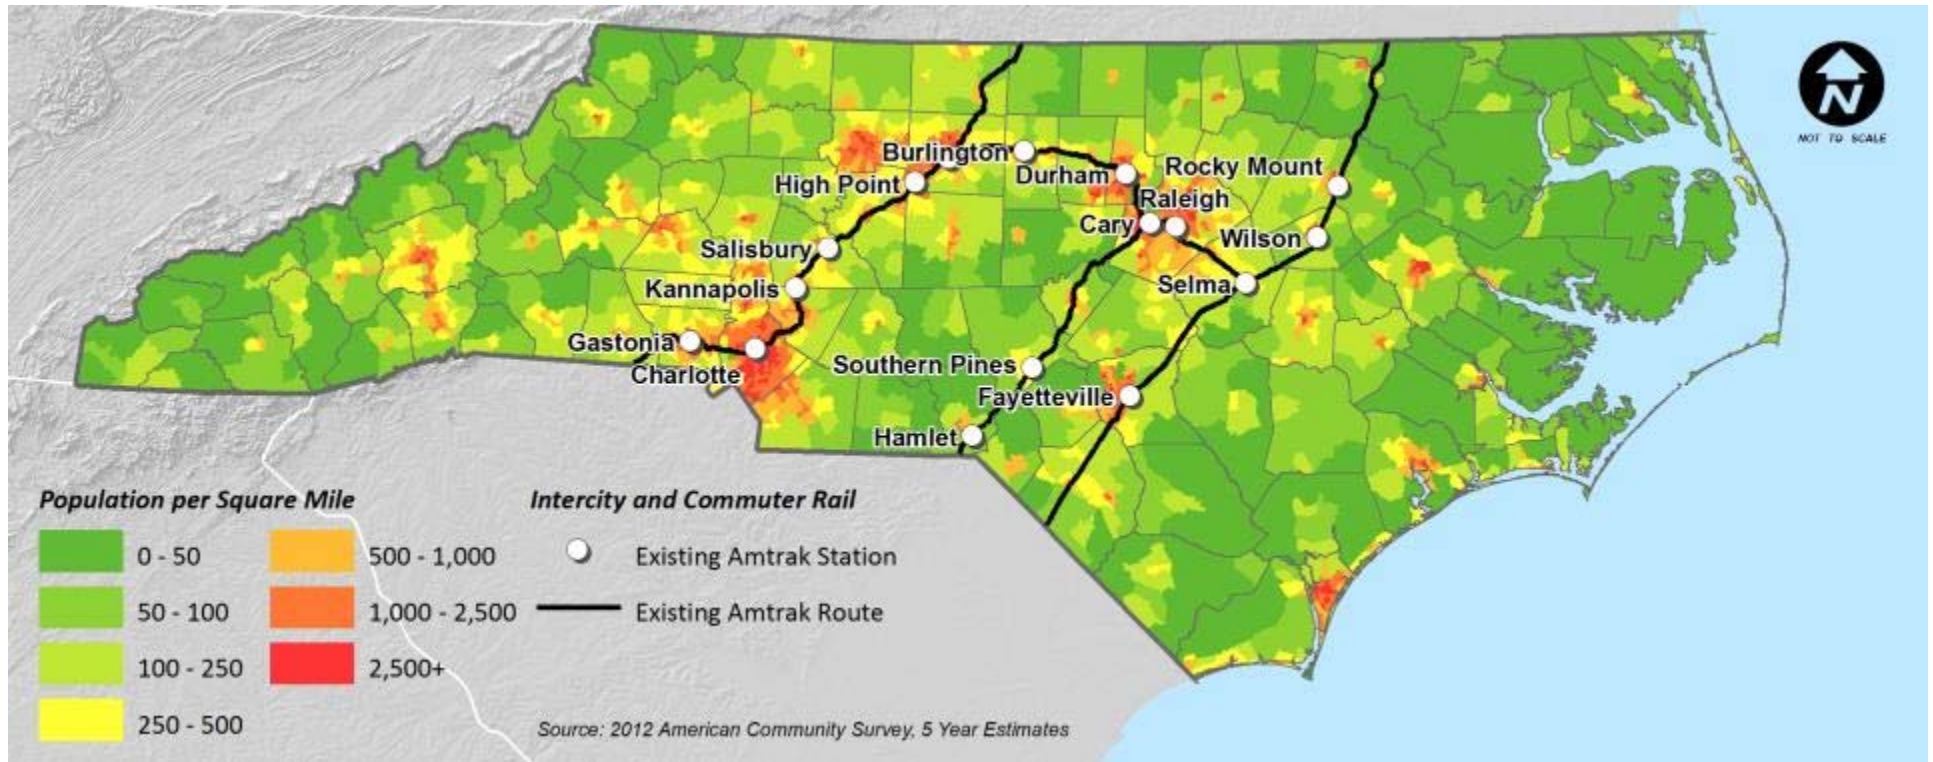 N
NOT TO SCALE
Burlington
Durham
Rocky Mount
High Point
Raleigh
Cary
Wilson
Salisbury
Kannapolis
Selma
Gastonia
Charlotte
Southern Pines
Fayetteville
Hamlet
Population per Square Mile
0 - 50
50 - 100
100 - 250
250 - 500
500 - 1,000
1,000 - 2,500
2,500+
Intercity and Commuter Rail
Existing Amtrak Station
Existing Amtrak Route
Source: 2012 American Community Survey, 5 Year Estimates